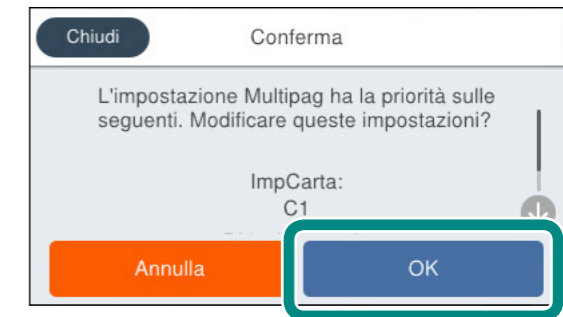 Chiudi
Conferma
L'impostazione Multipag ha la priorità sulle
seguenti. Modificare queste impostazioni?
ImpCarta:
C1
Annulla
OK